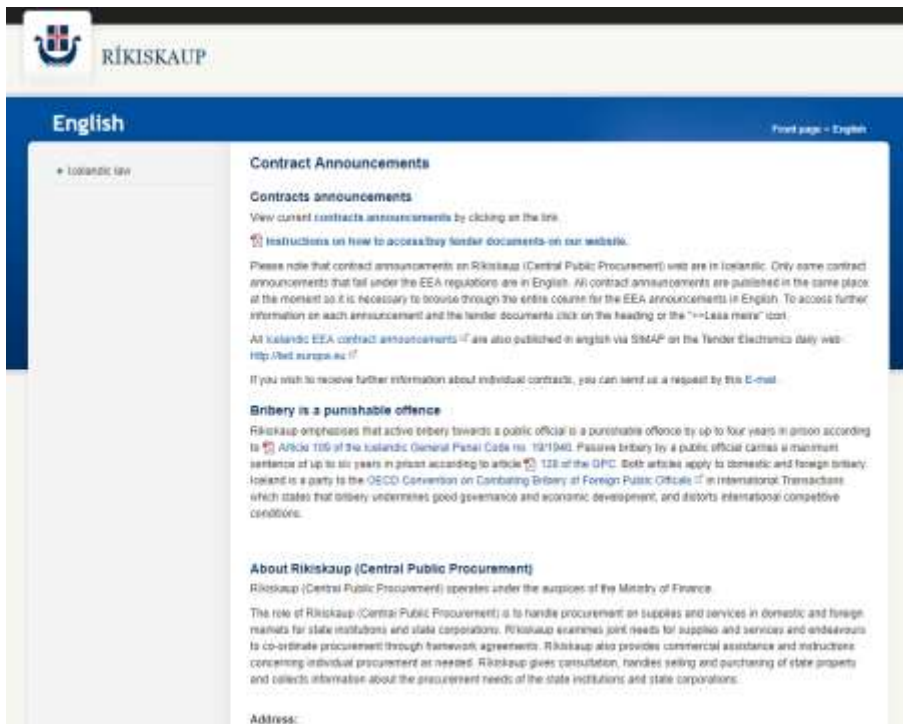 RÍKISKAUP
English
Front page – English
Icelandic law
Contract Announcements
Contracts announcements
View current contracts announcements by clicking on the link.
Instructions on how to access/buy tender documents on our website.
Please note that contract announcements on Rikiskaup (Central Public Procurement) web are in Icelandic. Only some contract
announcements that fall under the EEA regulations are in English. All contract announcements are published in the same place
at the moment so it is necessary to browse through the entire column for the EEA announcements in English. To access further
information on each announcement and the tender documents click on the heading or the ">>Lesa meira" icon.
All Icelandic EEA contract announcements are also published in english via SIMAP on the Tender Electronics daily web
http://ted.europa.eu
If you wish to receive further information about individual contracts, you can send us a request by this E-mail.
Bribery is a punishable offence
Rikiskaup emphasises that active bribery towards a public official is a punishable offence by up to four years in prison according
to Article 109 of the Icelandic General Penal Code no. 19/1940. Passive bribery by a public official carries a maximum
sentence of up to six years in prison according to article 128 of the GPC. Both articles apply to domestic and foreign bribery.
Iceland is a party to the OECD Convention on Combating Bribery of Foreign Public Officials in International Transactions
which states that bribery undermines good governance and economic development, and distorts international competitive
conditions.
About Rikiskaup (Central Public Procurement)
Rikiskaup (Central Public Procurement) operates under the auspices of the Ministry of Finance.
The role of Rikiskaup (Central Public Procurement) is to handle procurement on supplies and services in domestic and foreign
markets for state institutions and state corporations. Rikiskaup examines joint needs for supplies and services and endeavours
to co-ordinate procurement through framework agreements. Rikiskaup also provides commercial assistance and instructions
concerning individual procurement as needed. Rikiskaup gives consultation, handles selling and purchasing of state property
and collects information about the procurement needs of the state institutions and state corporations.
Address: